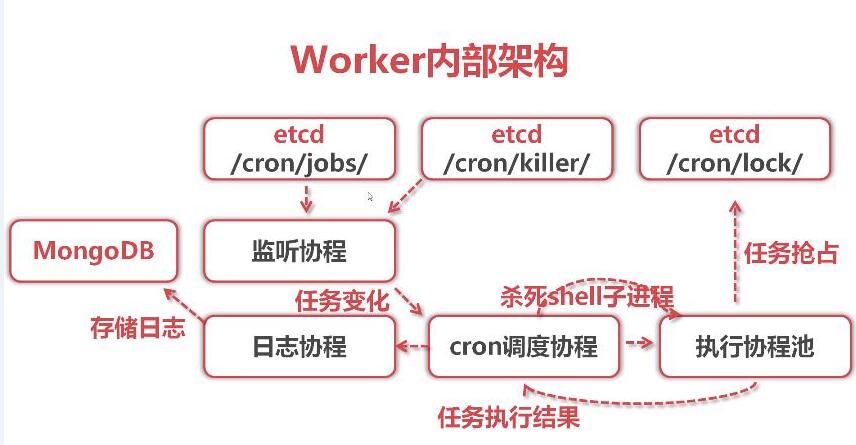 Worker内部架构
etcd
/cron/jobs/
etcd
/cron/killer/
etcd
/cron/lock/
MongoDB
监听协程
任务抢占
任务变化
杀死shell子进程
存储日志
日志协程
cron调度协程
执行协程池
任务执行结果